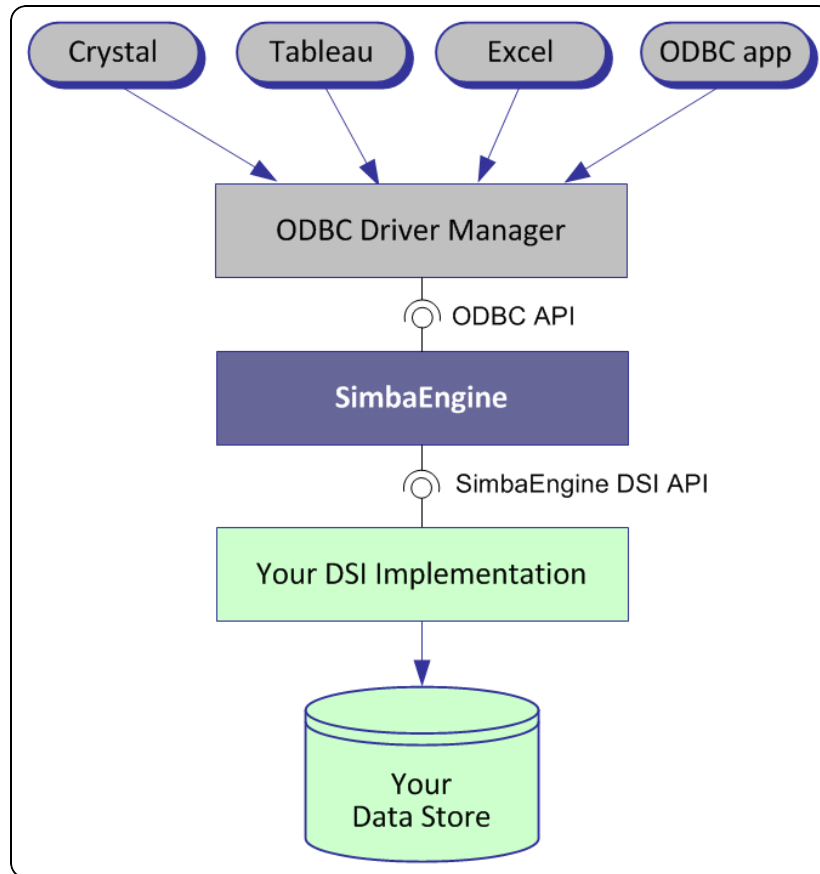 Crystal
Tableau
Excel
ODBC app
ODBC Driver Manager
ODBC API
SimbaEngine
SimbaEngine DSI API
Your DSI Implementation
Your
Data Store